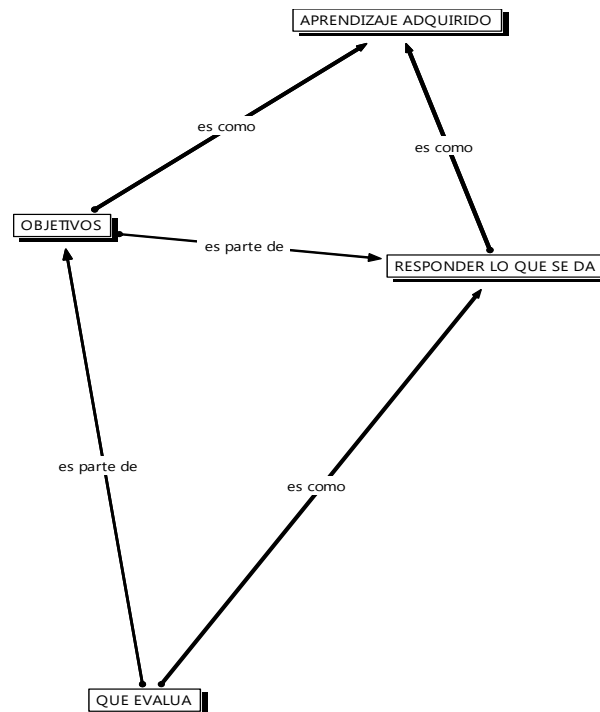 APRENDIZAJE ADQUIRIDO
es como
es como
OBJETIVOS
es parte de
RESPONDER LO QUE SE DA
es parte de
es como
QUE EVALUA